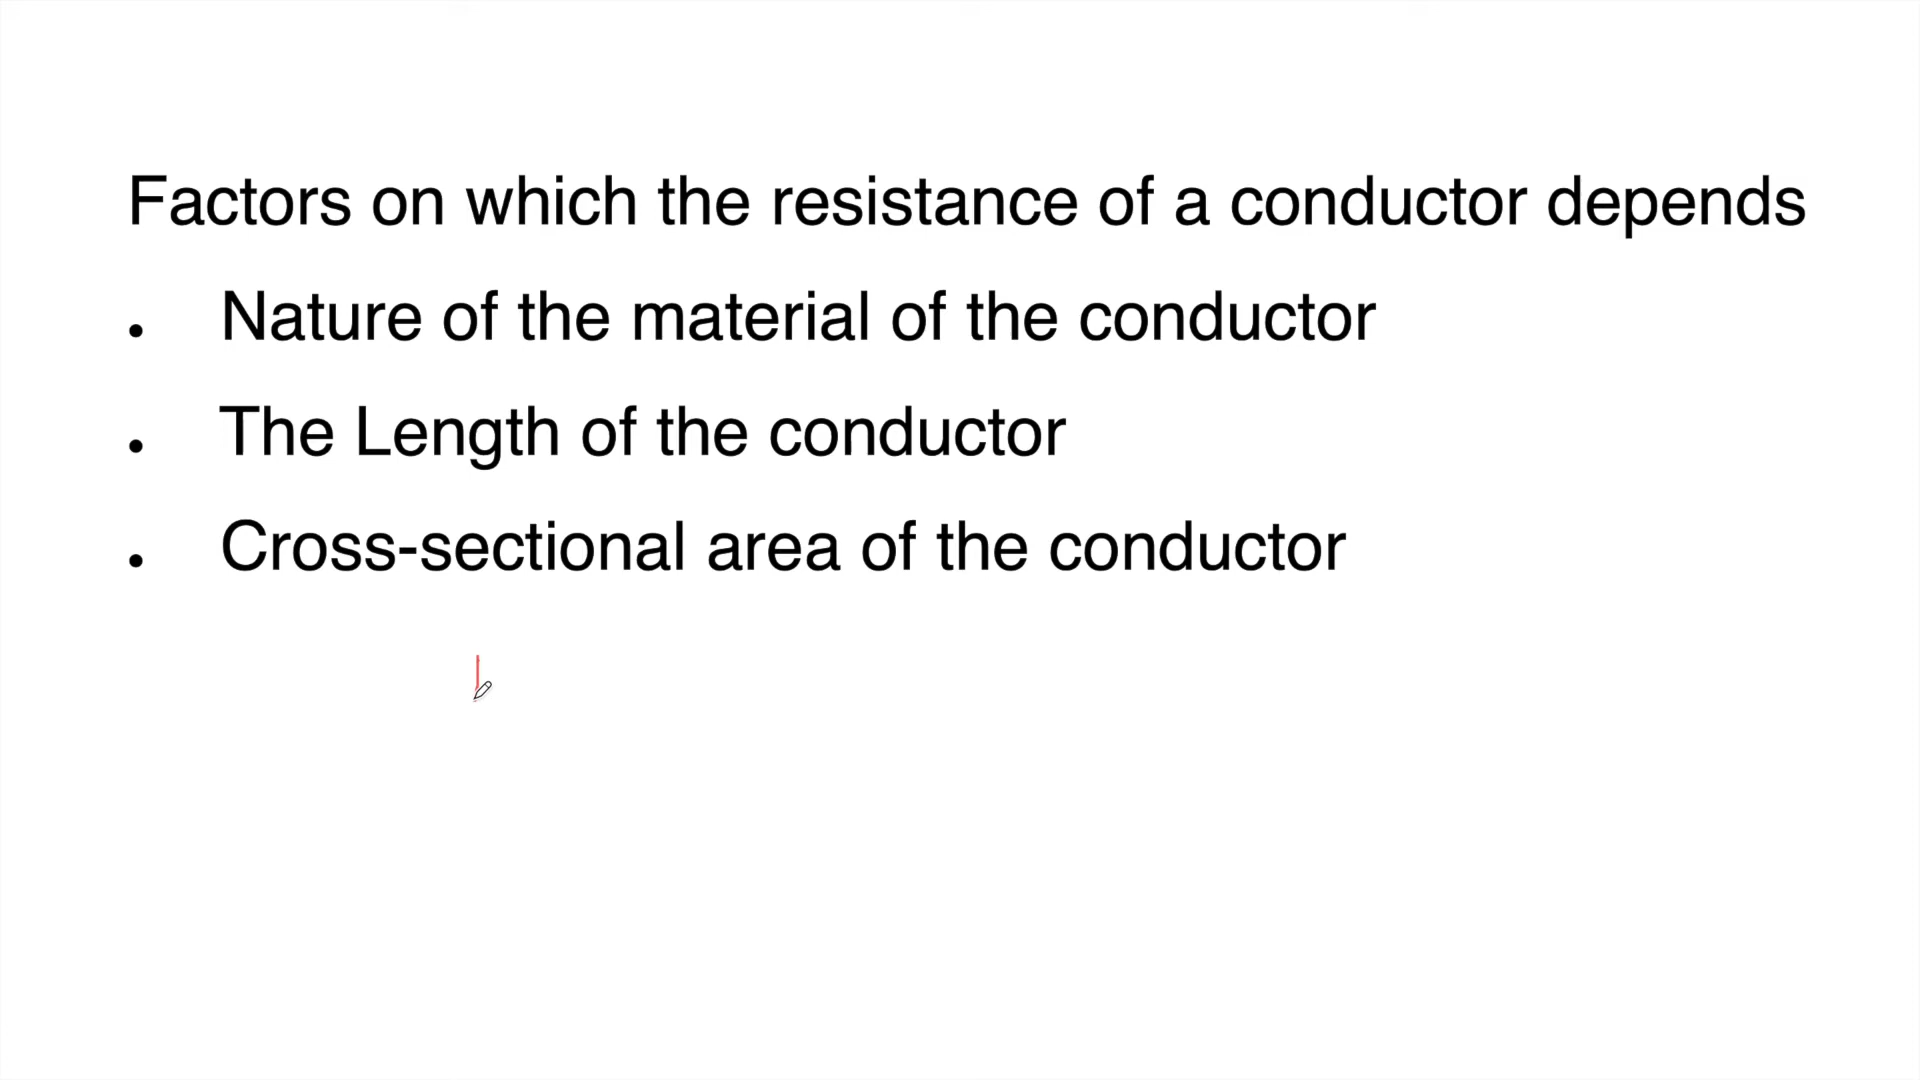 Factors on which the resistance of a conductor depends
• Nature of the material of the conductor
• The Length of the conductor
• Cross-sectional area of the conductor